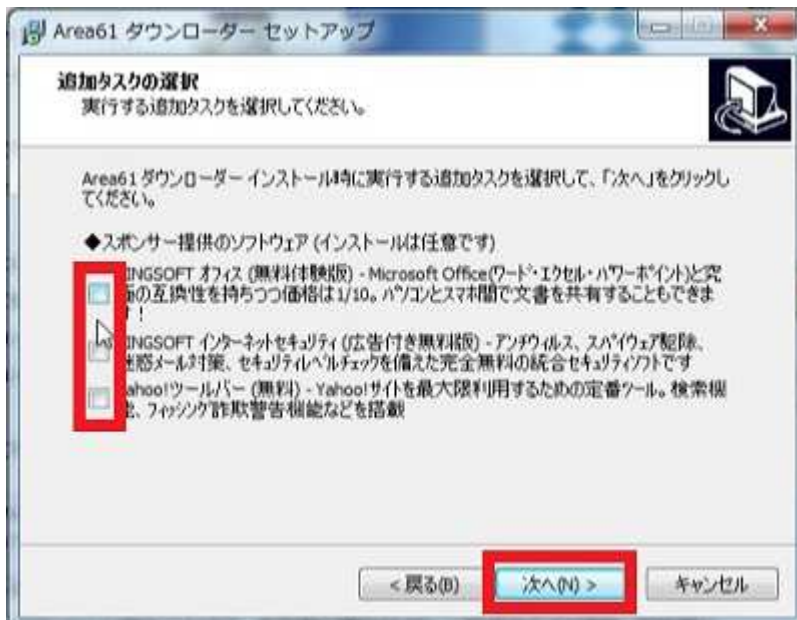 Area61 ダウンローダー セットアップ
追加タスクの選択
実行する追加タスクを選択してください。
Area61 ダウンローダー インストール時に実行する追加タスクを選択して、「次へ」をクリックし
てください。
◆スポンサー提供のソフトウェア (インストールは任意です)
INGSOFT オフィス (無料体験版) - Microsoft Office(ワード・エクセル・パワーポイント)と究
の互換性を持ちつつ価格は1/10。パソコンとスマホ間で文書を共有することもできま
!
INGSOFT インターネットセキュリティ (広告付き無料版) - アンチウィルス、スパイウェア駆除、
迷惑メール対策、セキュリティレベルチェックを備えた完全無料の統合セキュリティソフトです
ahoo!ツールバー (無料) - Yahoo!サイトを最大限利用するための定番ツール。検索機
、フィッシング詐欺警告機能などを搭載
< 戻る(B)
次へ(N) >
キャンセル